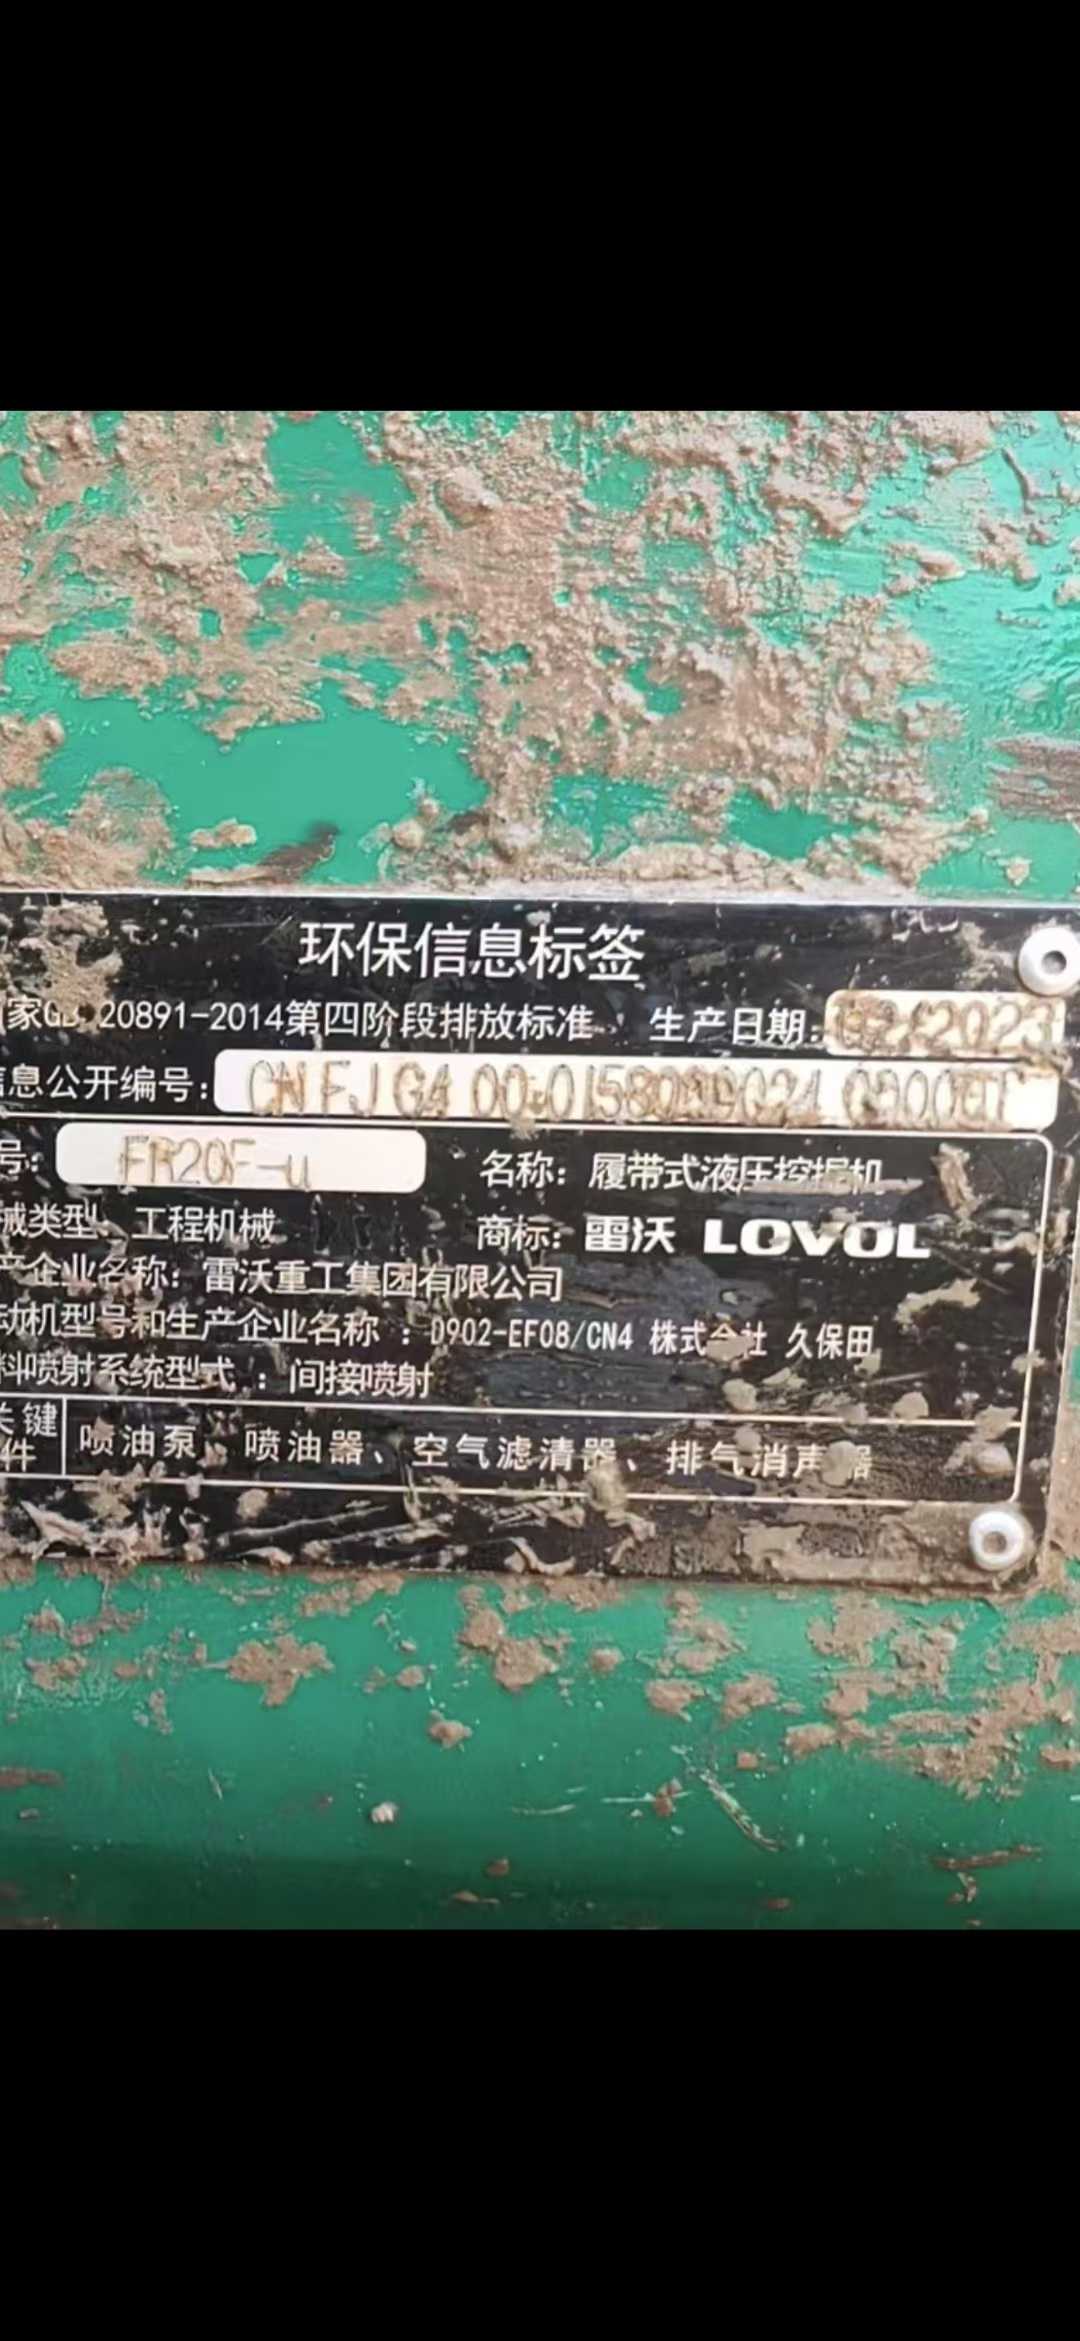 环保信息标签
家GB 20891-2014第四阶段排放标准 生产日期: 2023
息公开编号: CN FJ G4 00
号: FR20F-u 名称: 履带式液压挖掘机
械类型、工程机械 商标: 雷沃 LOVOL
产企业名称: 雷沃重工集团有限公司
动机型号和生产企业名称 : D902-EF08/CN4 株式会社 久保田
料喷射系统型式 : 间接喷射
关键
件 喷油泵、喷油器、空气滤清器、排气消声器